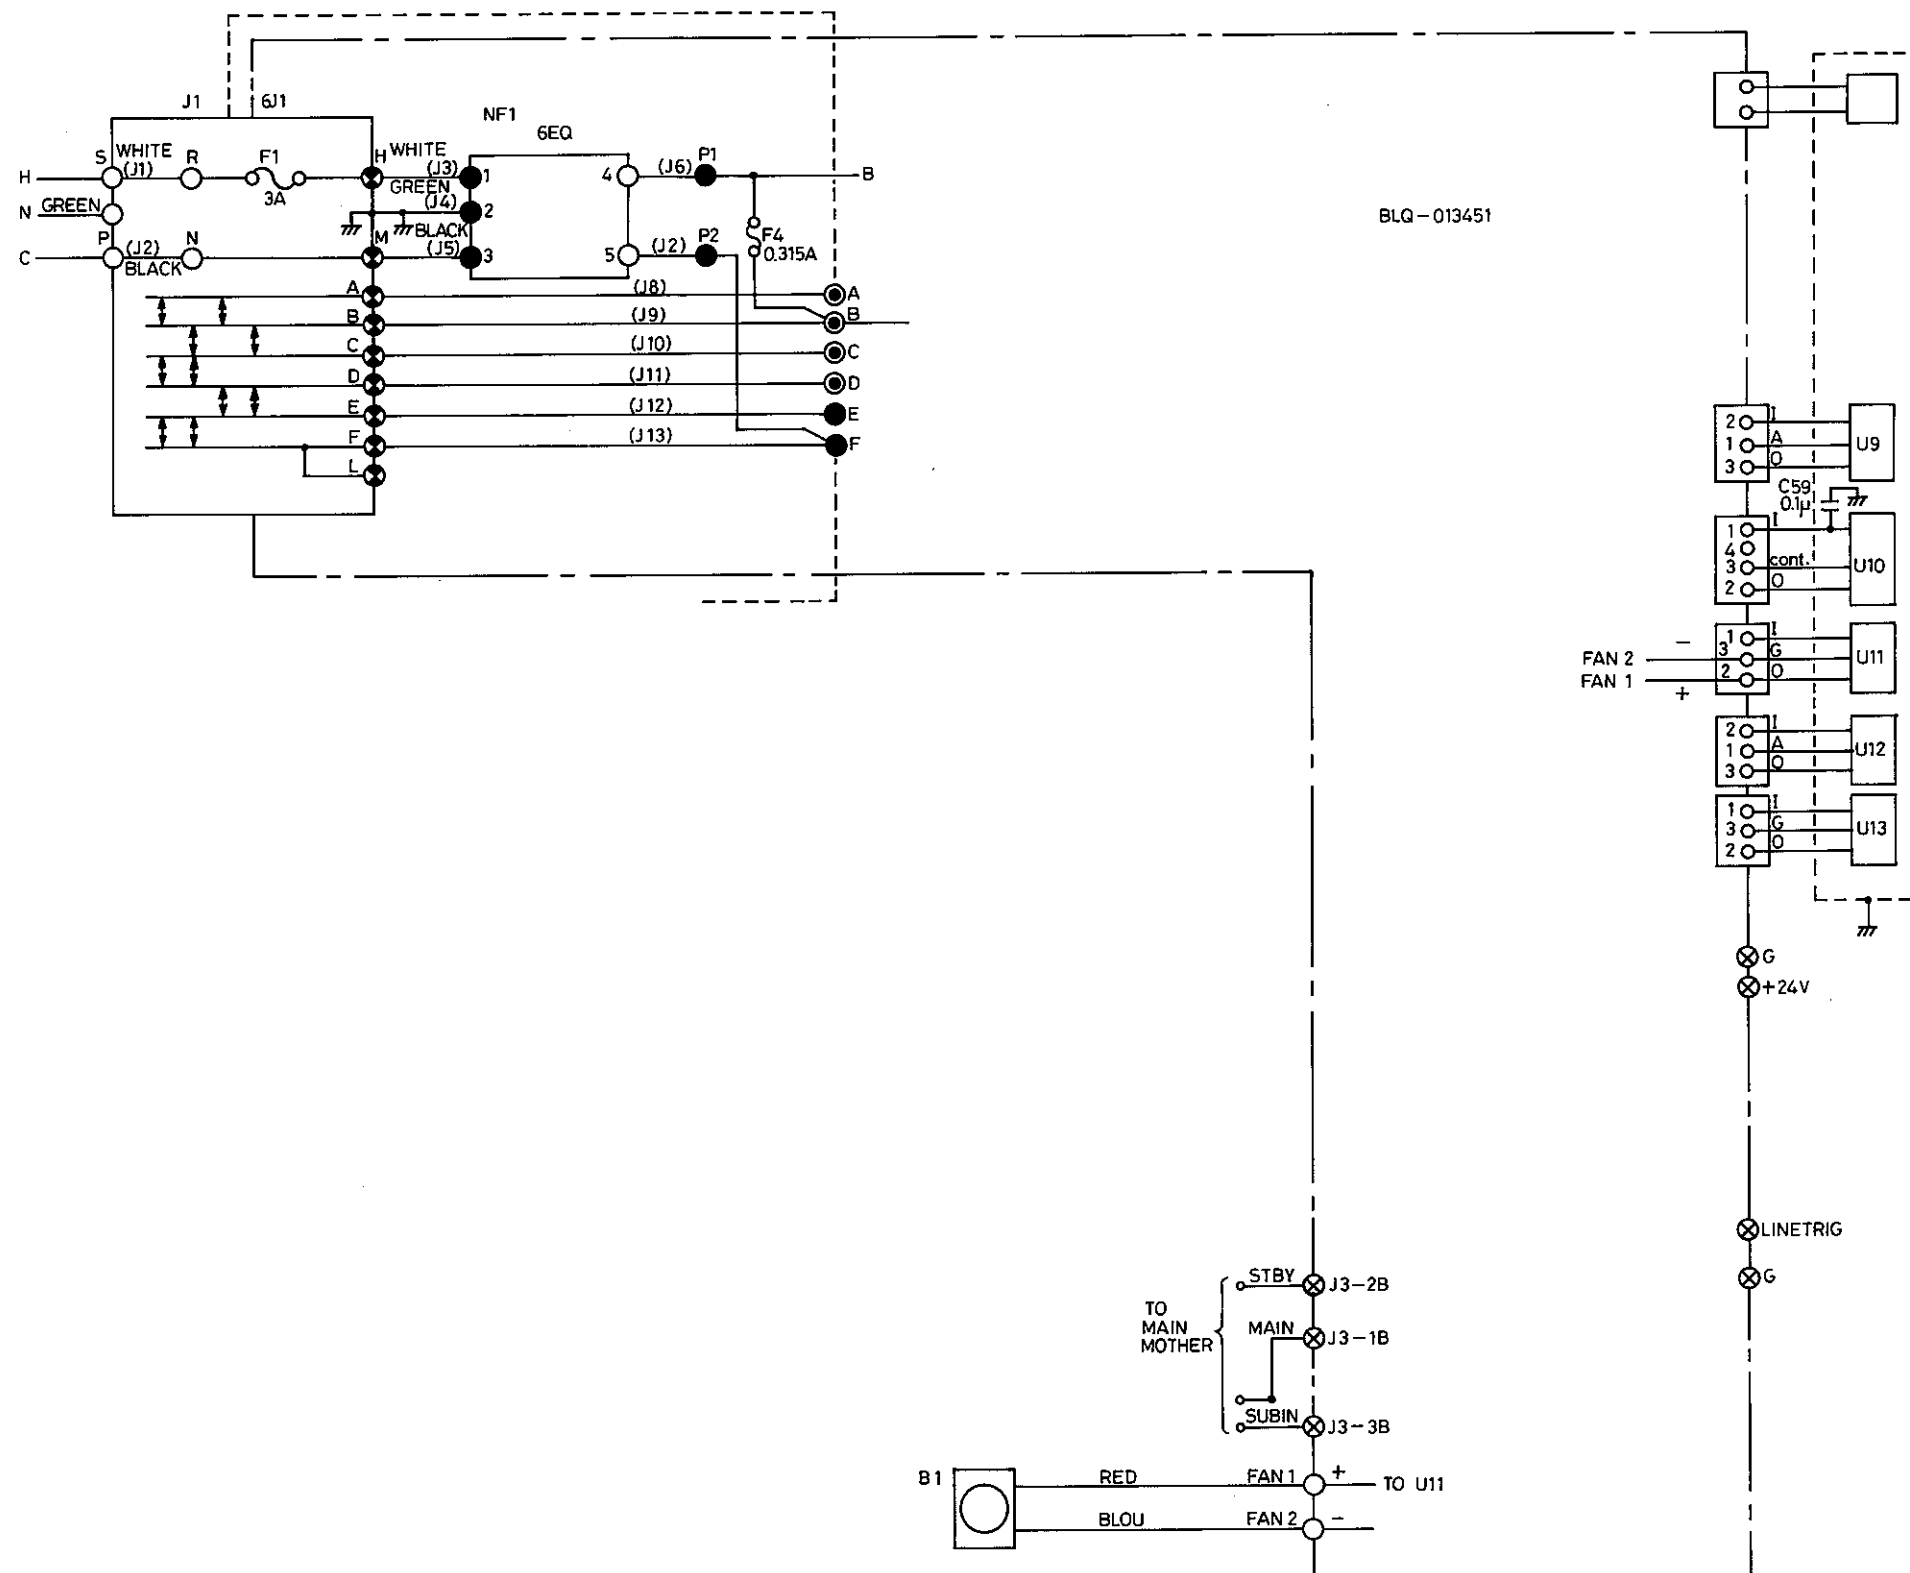 J1
6J1
NF1
6EQ
S
WHITE
(J1)
R
F1
3A
H
WHITE
(J3)
1
GREEN
(J4)
2
BLACK
(J5)
3
H
N
GREEN
P
C
(J2)
BLACK
N
M
4
(J6)
P1
B
5
(J2)
P2
F4
0.315A
A
(J8)
A
B
(J9)
B
C
(J10)
C
D
(J11)
D
E
(J12)
E
F
(J13)
F
L
BLQ-013451
2
I
1
A
3
O
U9
C59
0.1µ
1
I
4
3
cont.
2
O
U10
FAN 2
-
FAN 1
+
1
I
3
G
2
O
U11
2
I
1
A
3
O
U12
1
I
3
G
2
O
U13
G
+24V
LINETRIG
G
TO
MAIN
MOTHER
STBY
J3-2B
MAIN
J3-1B
SUBIN
J3-3B
B1
RED
FAN 1
+
TO U11
BLOU
FAN 2
-